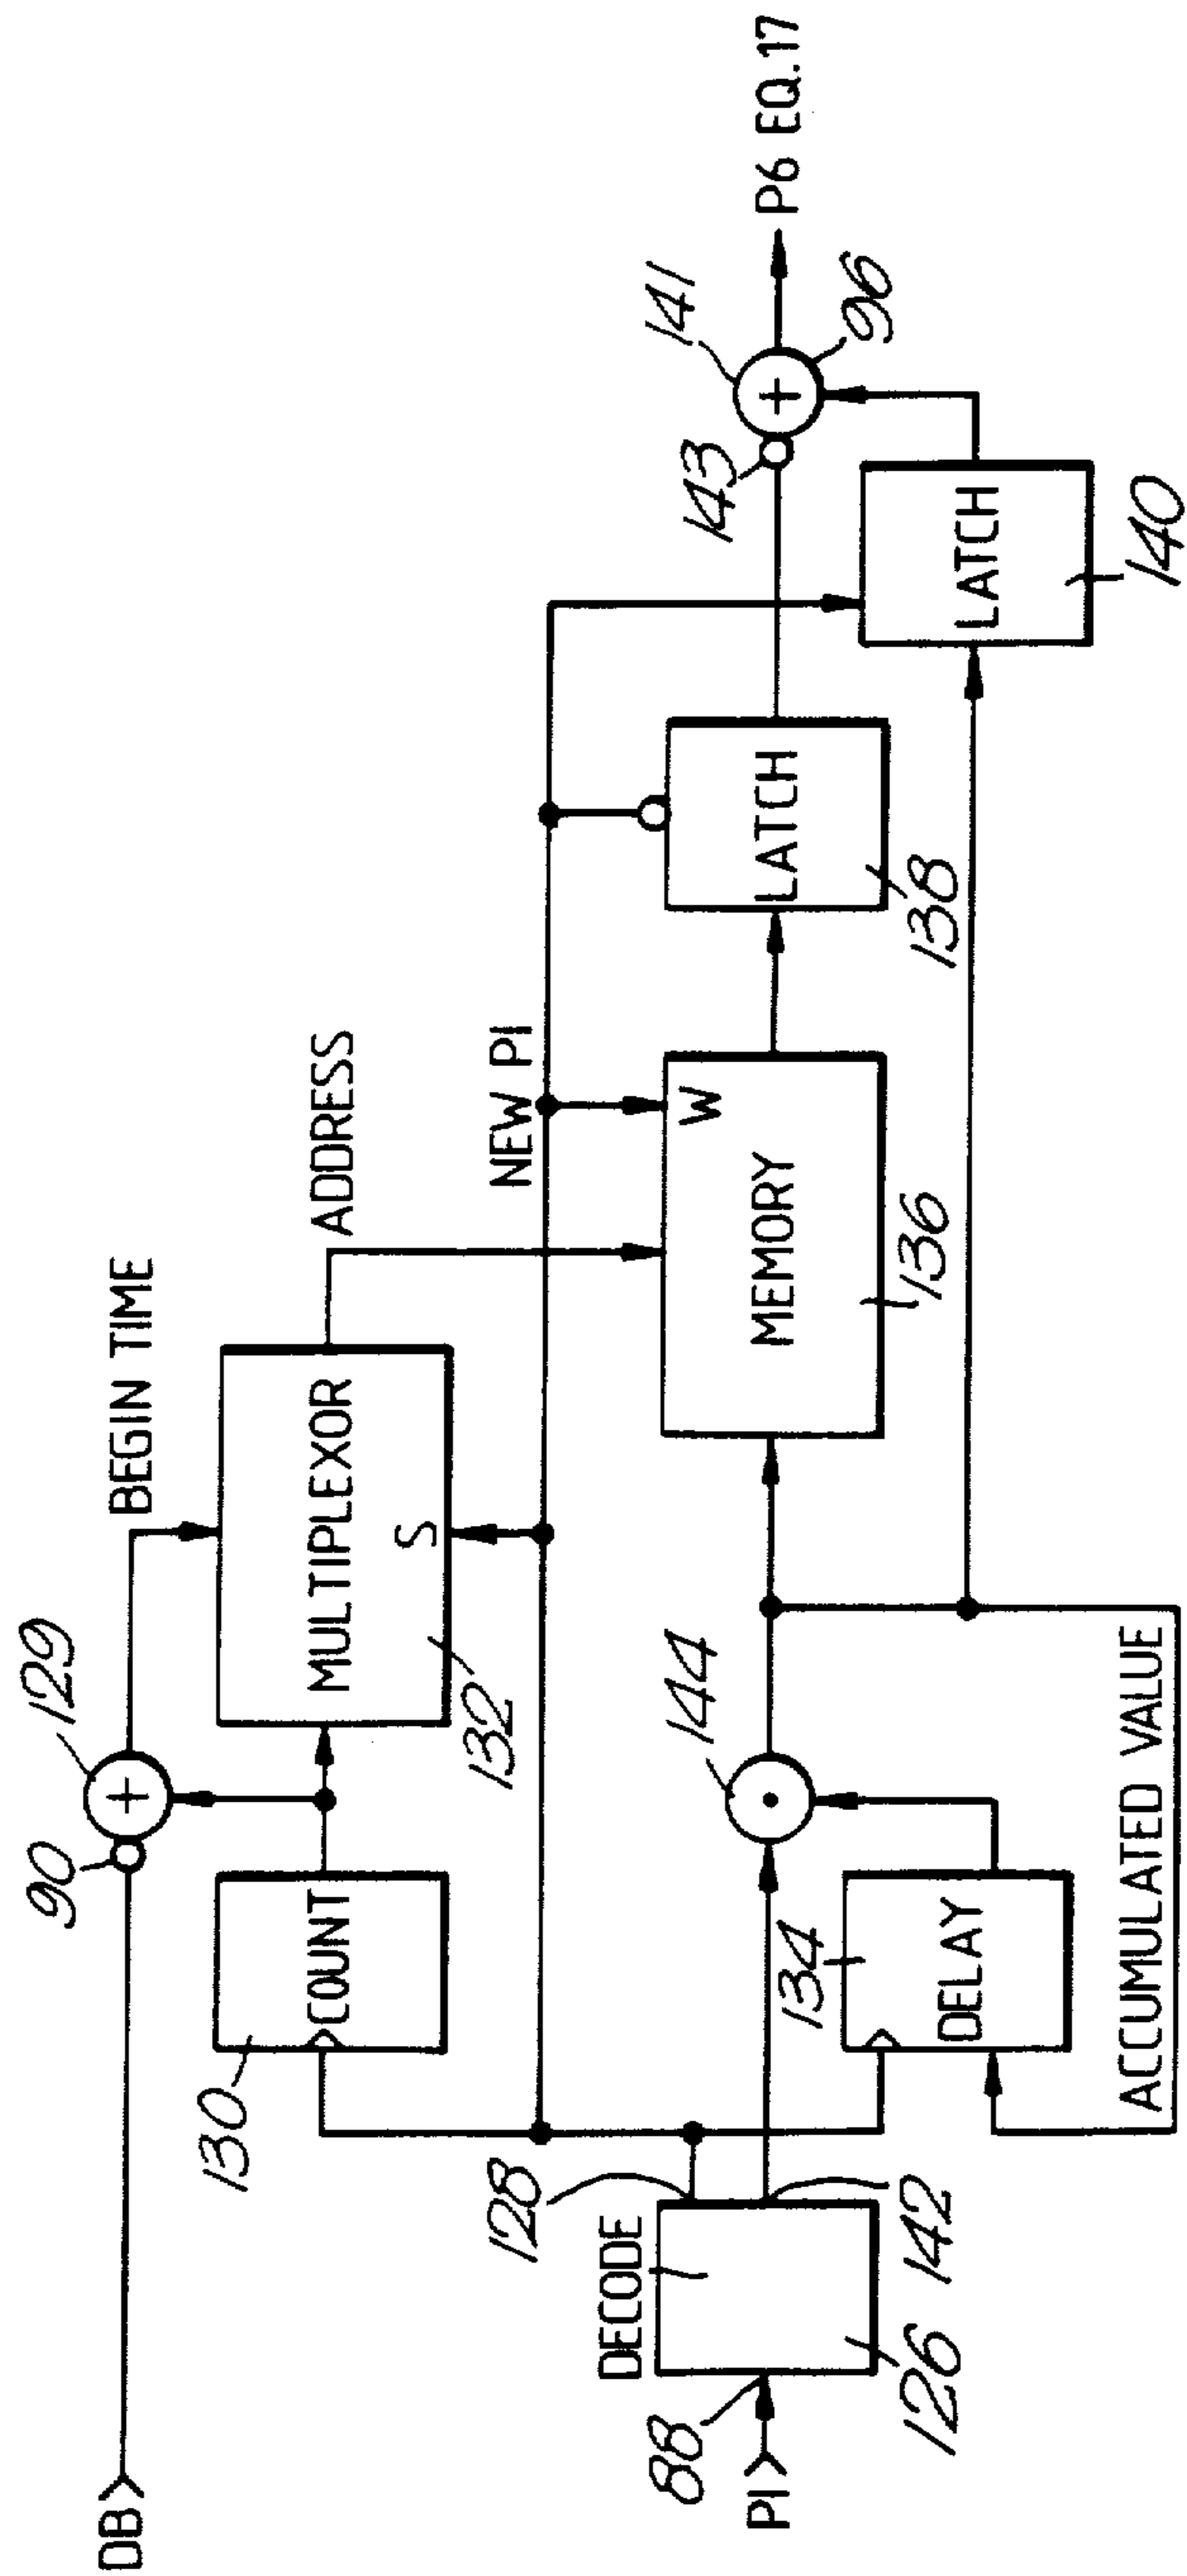 DB
90
129
BEGIN TIME
130
COUNT
MULTIPLEXOR
S
132
ADDRESS
NEW PI
128
DECODE
88
PI
126
142
144
134
DELAY
ACCUMULATED VALUE
MEMORY
W
136
LATCH
138
143
141
96
P6 EQ.17
LATCH
140